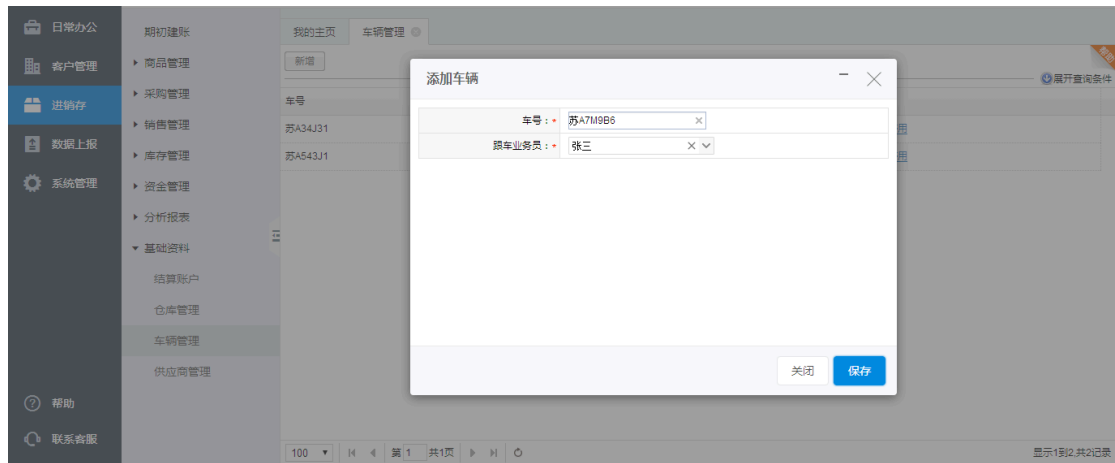 日常办公
客户管理
进销存
数据上报
系统管理
帮助
联系客服
期初建账
商品管理
采购管理
销售管理
库存管理
资金管理
分析报表
基础资料
结算账户
仓库管理
车辆管理
供应商管理
我的主页 车辆管理
新增
展开查询条件
车号
苏A34J31
苏A543J1
添加车辆
车号：* 苏A7M9B6
跟车业务员：* 张三
关闭 保存
100 第 1 共1页 显示1到2,共2记录